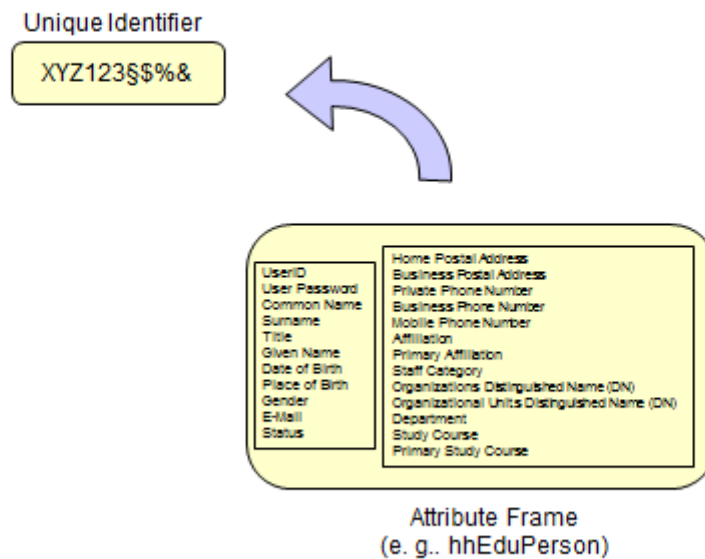 Unique Identifier
XYZ123§$%&
UserID
User Password
Common Name
Surname
Title
Given Name
Date of Birth
Place of Birth
Gender
E-Mail
Status
Home Postal Address
Business Postal Address
Private Phone Number
Business Phone Number
Mobile Phone Number
Affiliation
Primary Affiliation
Staff Category
Organizations Distinguished Name (DN)
Organizational Units Distinguished Name (DN)
Department
Study Course
Primary Study Course
Attribute Frame
(e. g.. hhEduPerson)